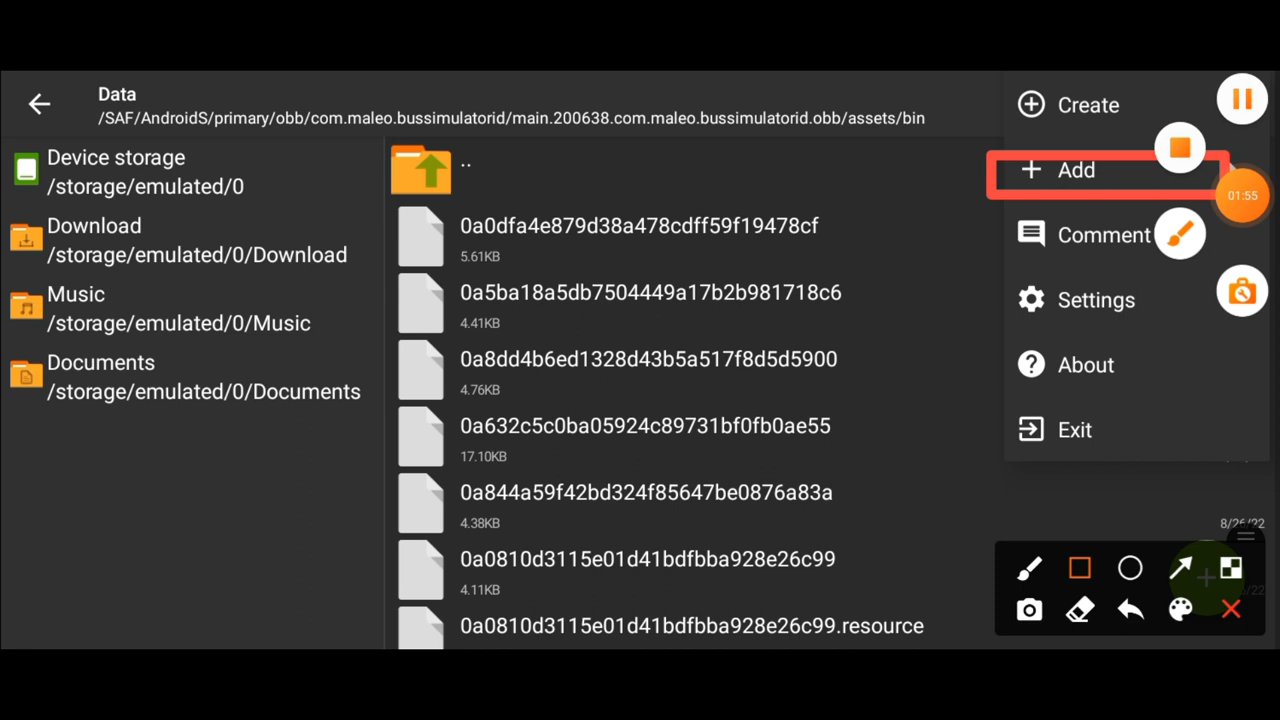 Data
/SAF/AndroidS/primary/obb/com.maleo.bussimulatorid/main.200638.com.maleo.bussimulatorid.obb/assets/bin
Device storage
/storage/emulated/0
Download
/storage/emulated/0/Download
Music
/storage/emulated/0/Music
Documents
/storage/emulated/0/Documents
..
0a0dfa4e879d38a478cdff59f19478cf
5.61KB
0a5ba18a5db7504449a17b2b981718c6
4.41KB
0a8dd4b6ed1328d43b5a517f8d5d5900
4.76KB
0a632c5c0ba05924c89731bf0fb0ae55
17.10KB
0a844a59f42bd324f85647be0876a83a
4.38KB
8/26/22
0a0810d3115e01d41bdfbba928e26c99
4.11KB
0a0810d3115e01d41bdfbba928e26c99.resource
Create
Add
Comment
Settings
About
Exit
01:55